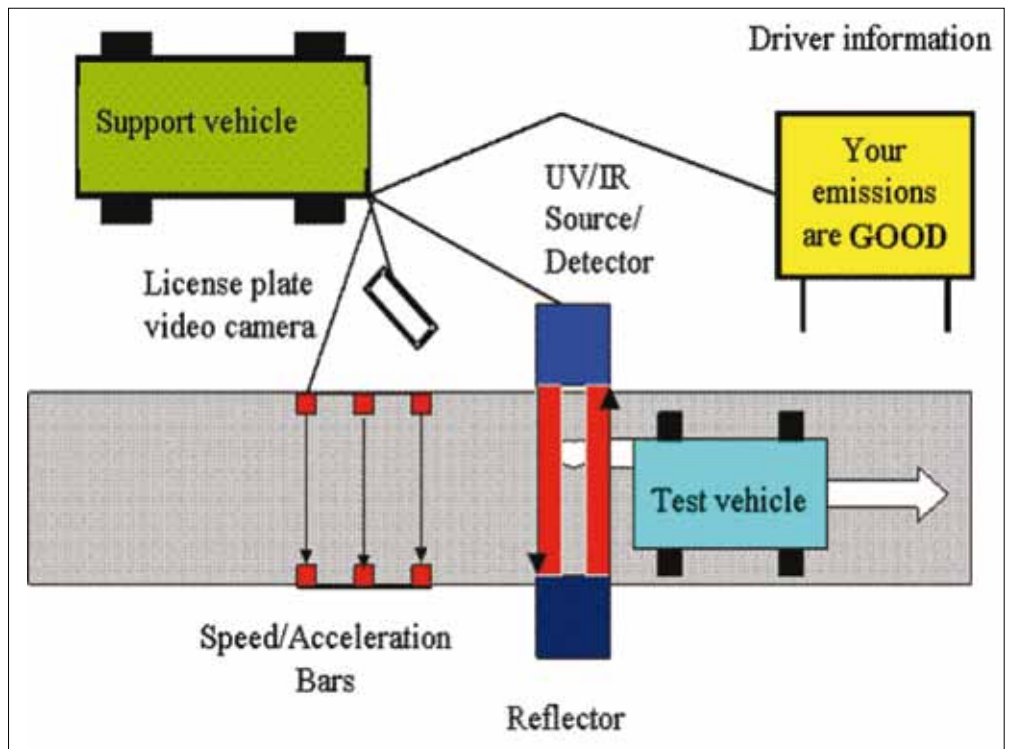 Driver information
Support vehicle
Your
emissions
are GOOD
UV/IR
Source/
Detector
License plate
video camera
Test vehicle
Speed/Acceleration
Bars
Reflector